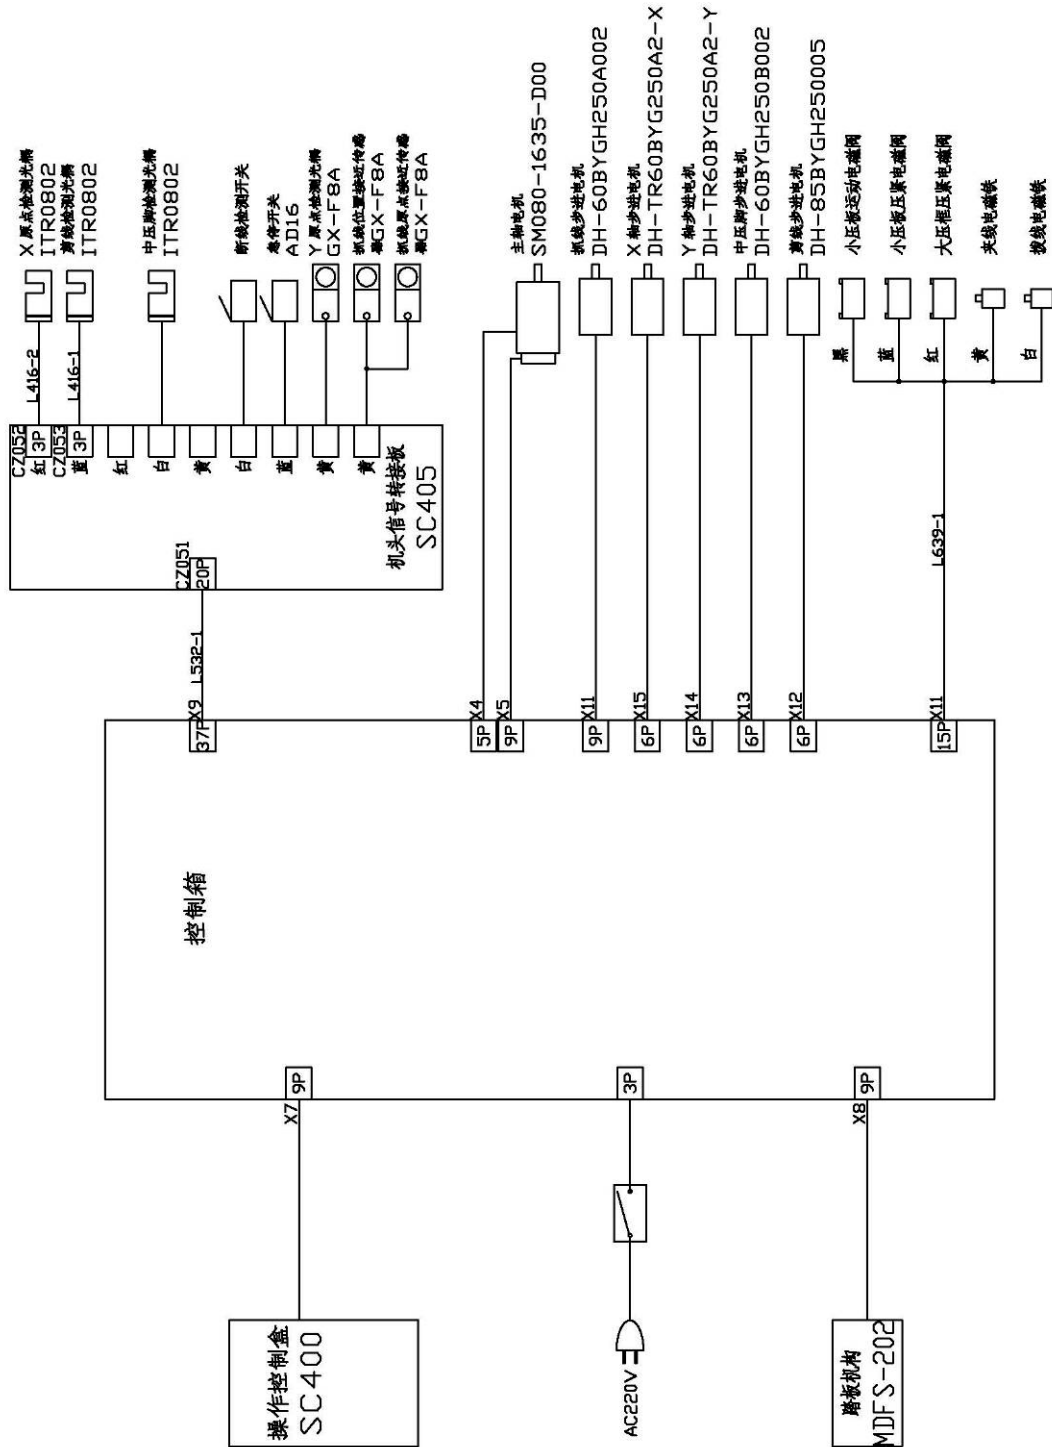 X 原点检测光耦
ITR0802
剪线检测光耦
ITR0802
中压脚检测光耦
ITR0802
断线检测开关
急停开关
AD16
Y 原点检测光耦
GX-F8A
抓线位置接近传感
器GX-F8A
抓线原点接近传感
器GX-F8A
L416-2
L416-1
CZ052
红 3P
CZ053
蓝 3P
红
白
黄
白
蓝
黄
黄
机头信号转接板
SC405
CZ051
20P
L532-1
X9
37P
主轴电机
SM080-1635-D00
抓线步进电机
DH-60BYGH250A002
X 轴步进电机
DH-TR60BYG250A2-X
Y 轴步进电机
DH-TR60BYG250A2-Y
中压脚步进电机
DH-60BYGH250B002
剪线步进电机
DH-85BYGH250005
小压板运动电磁阀
小压板压紧电磁阀
大压框压紧电磁阀
夹线电磁铁
拨线电磁铁
黑
蓝
红
黄
白
L639-1
X4
5P
X5
9P
X11
9P
X15
6P
X14
6P
X13
6P
X12
6P
X11
15P
控制箱
X7
9P
3P
X8
9P
操作控制盒
SC400
AC220V
踏板机构
MDFS-202